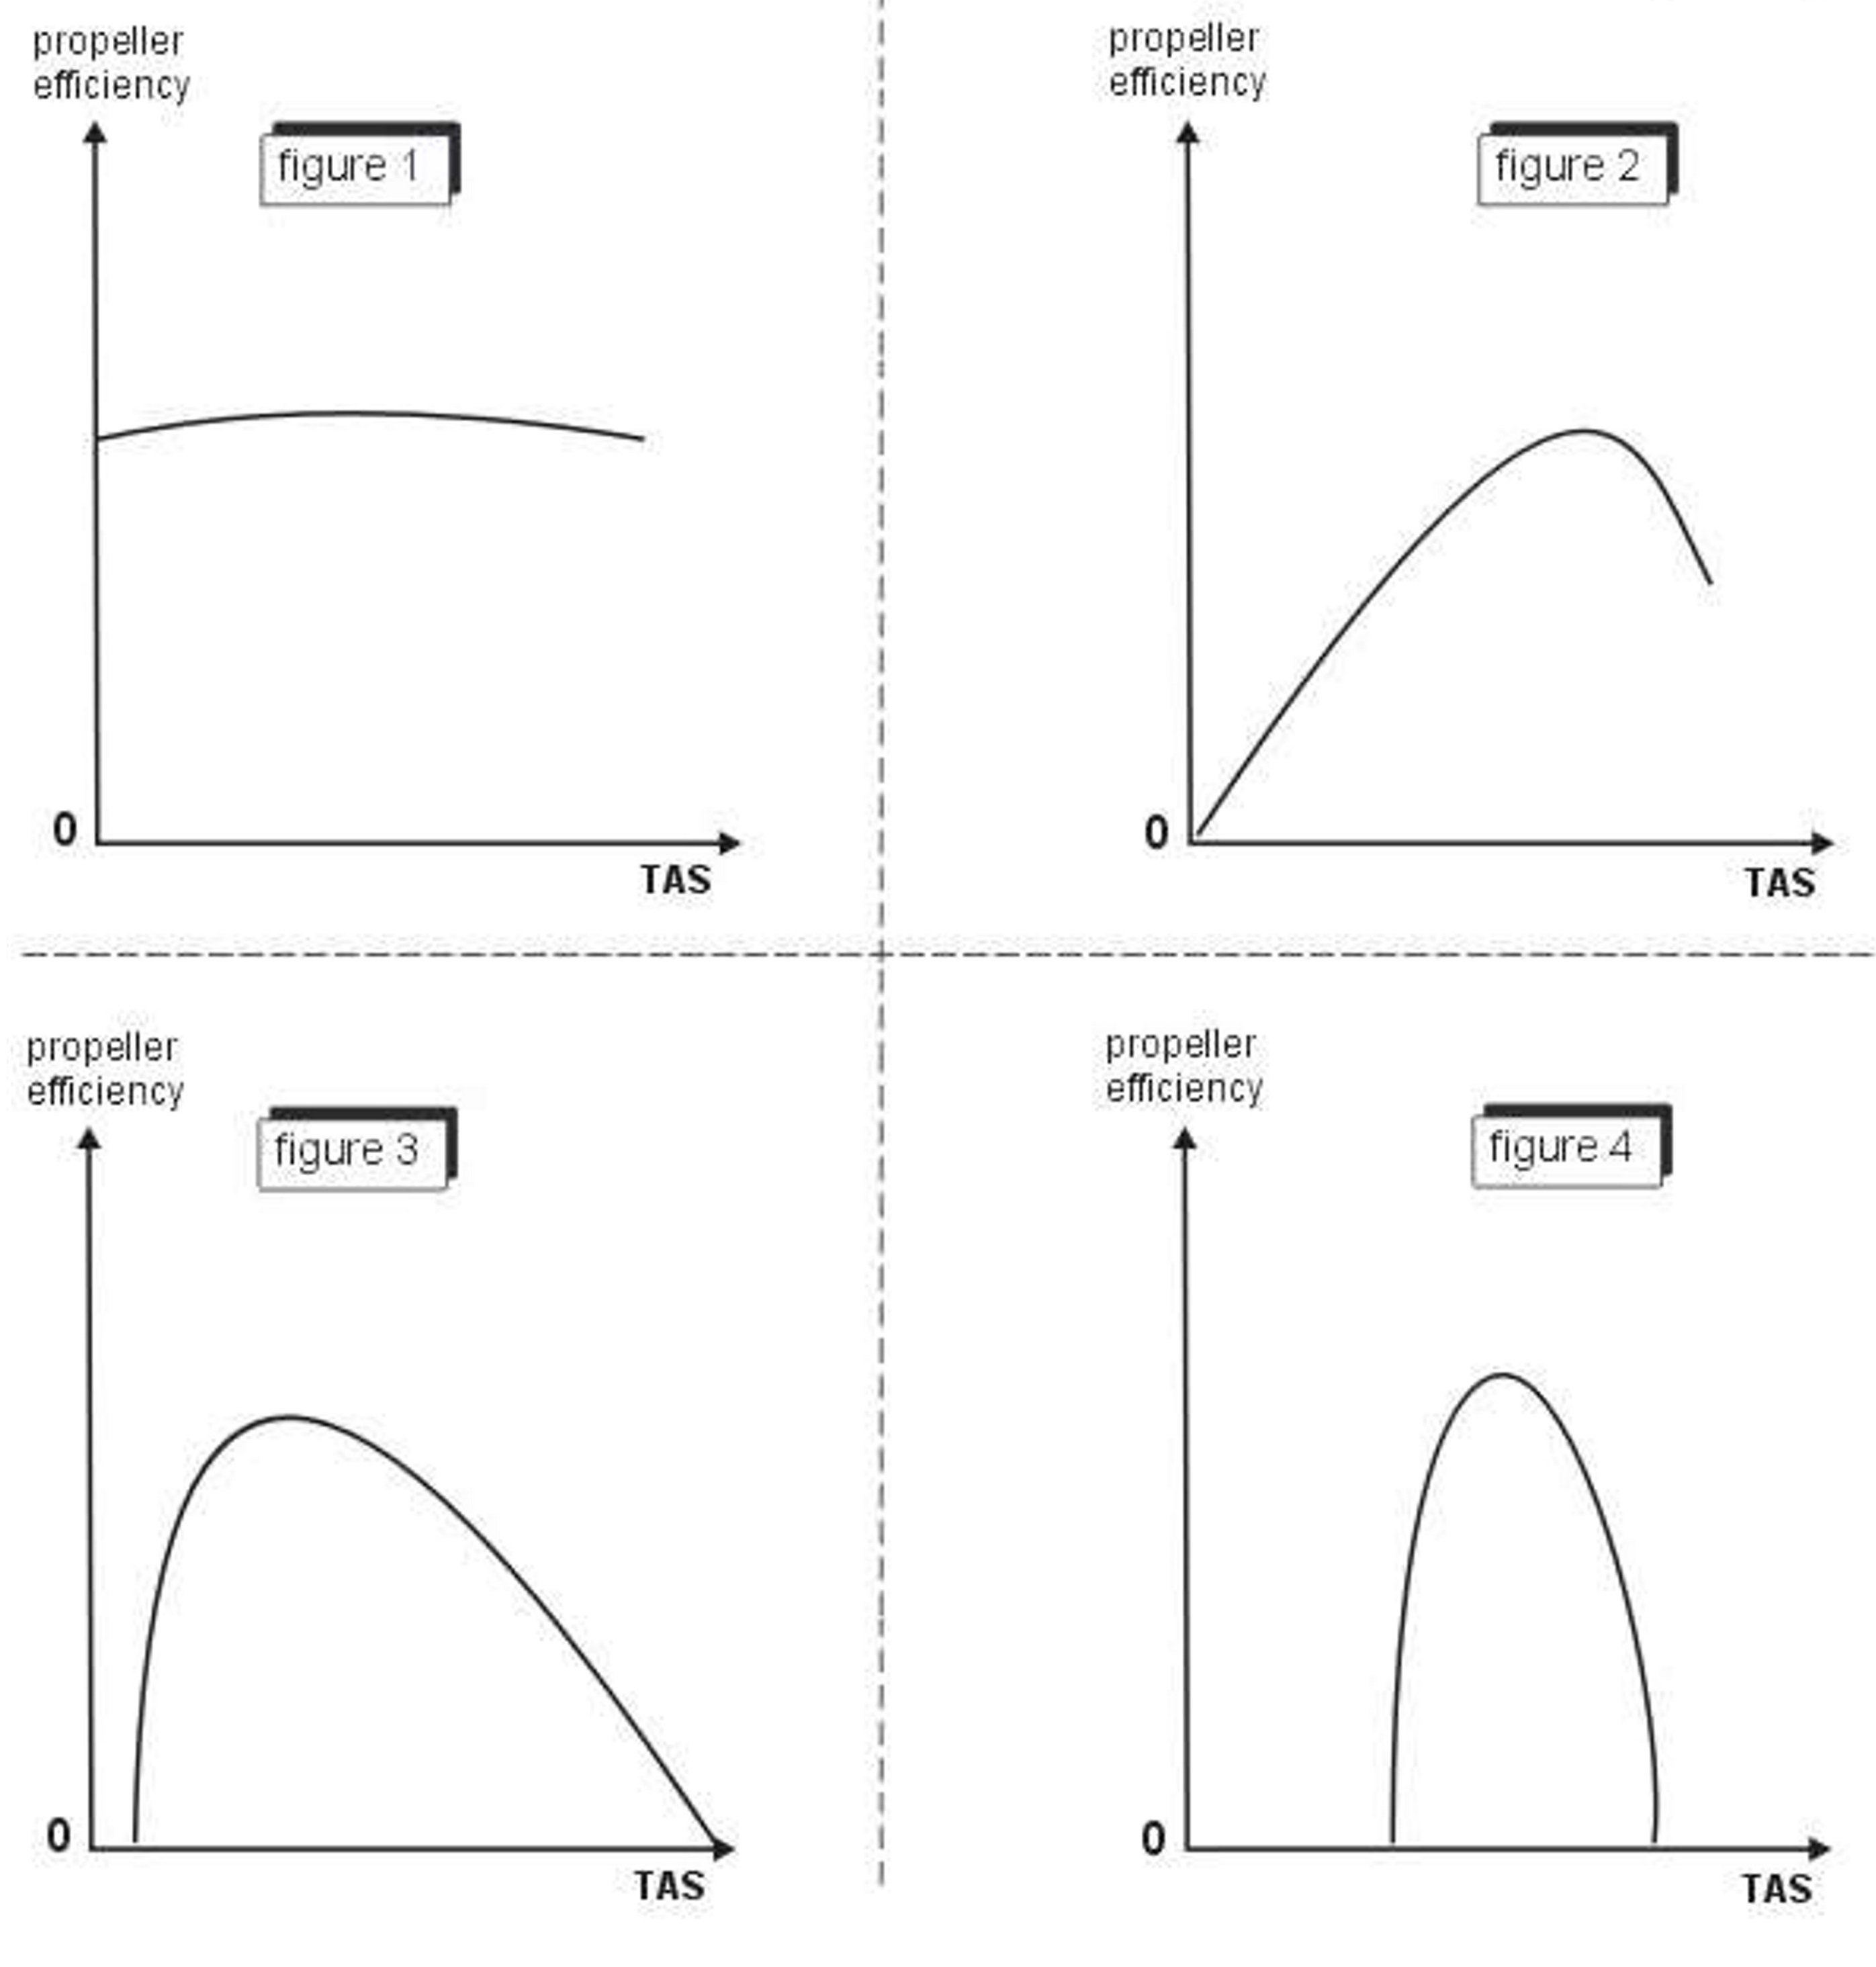 propeller
efficiency
figure 1
0
TAS
propeller
efficiency
figure 2
0
TAS
propeller
efficiency
figure 3
0
TAS
propeller
efficiency
figure 4
0
TAS